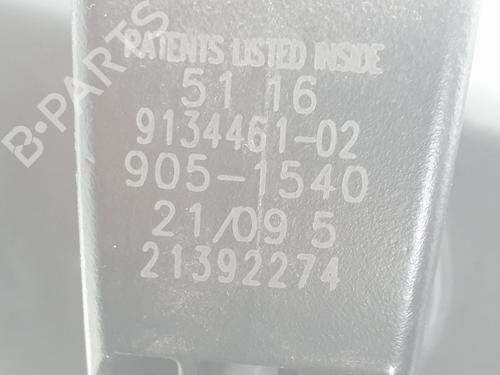 PATENTS LISTED INSIDE
51 16
9134461-02
905-1540
21/09 5
21392274
B-PARTS